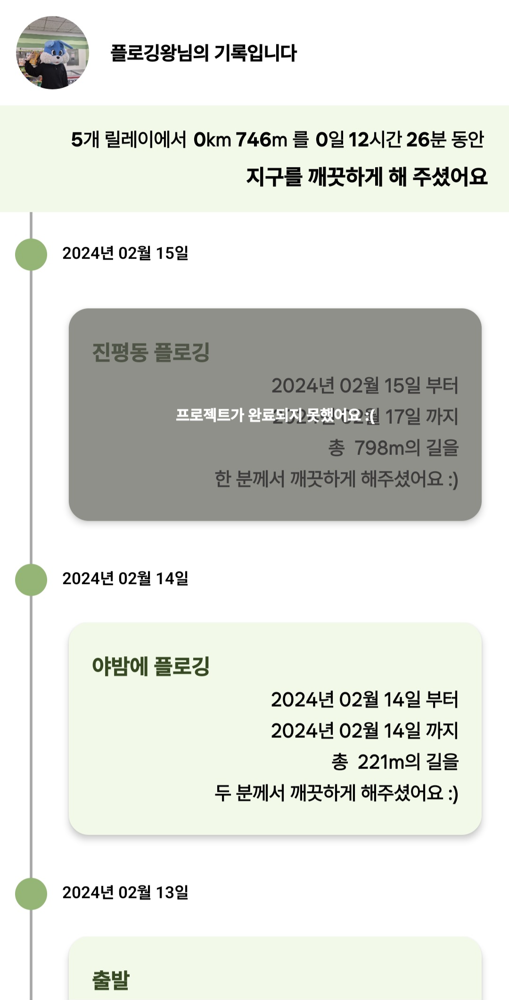 플로깅왕님의 기록입니다
5개 릴레이에서 0km 746m 를 0일 12시간 26분 동안
지구를 깨끗하게 해 주셨어요
2024년 02월 15일
진평동 플로깅
2024년 02월 15일 부터
프로젝트가 완료되지 못했어요 :(
2024년 02월 17일 까지
총 798m의 길을
한 분께서 깨끗하게 해주셨어요 :)
2024년 02월 14일
야밤에 플로깅
2024년 02월 14일 부터
2024년 02월 14일 까지
총 221m의 길을
두 분께서 깨끗하게 해주셨어요 :)
2024년 02월 13일
출발